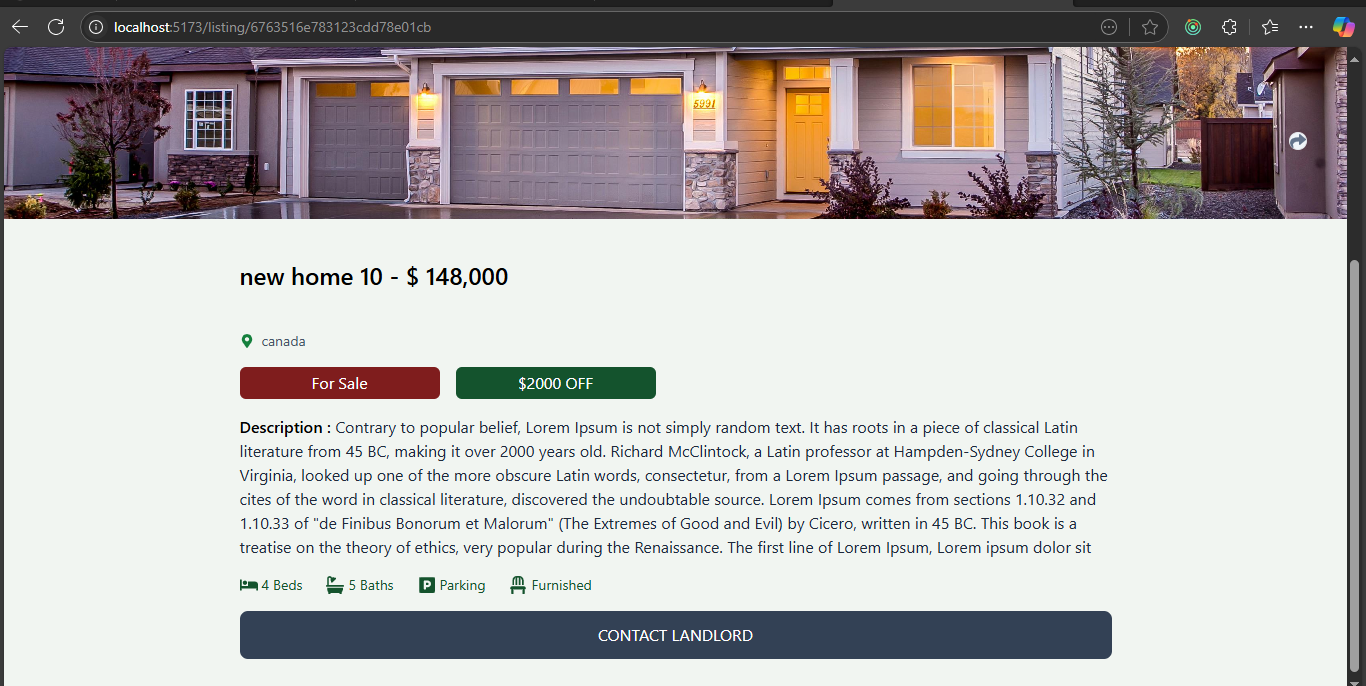 localhost:5173/listing/6763516e783123cdd78e01cb
5991
new home 10 - $ 148,000
canada
For Sale
$2000 OFF
Description : Contrary to popular belief, Lorem Ipsum is not simply random text. It has roots in a piece of classical Latin
literature from 45 BC, making it over 2000 years old. Richard McClintock, a Latin professor at Hampden-Sydney College in
Virginia, looked up one of the more obscure Latin words, consectetur, from a Lorem Ipsum passage, and going through the
cites of the word in classical literature, discovered the undoubtable source. Lorem Ipsum comes from sections 1.10.32 and
1.10.33 of "de Finibus Bonorum et Malorum" (The Extremes of Good and Evil) by Cicero, written in 45 BC. This book is a
treatise on the theory of ethics, very popular during the Renaissance. The first line of Lorem Ipsum, Lorem ipsum dolor sit
4 Beds 5 Baths P Parking Furnished
CONTACT LANDLORD